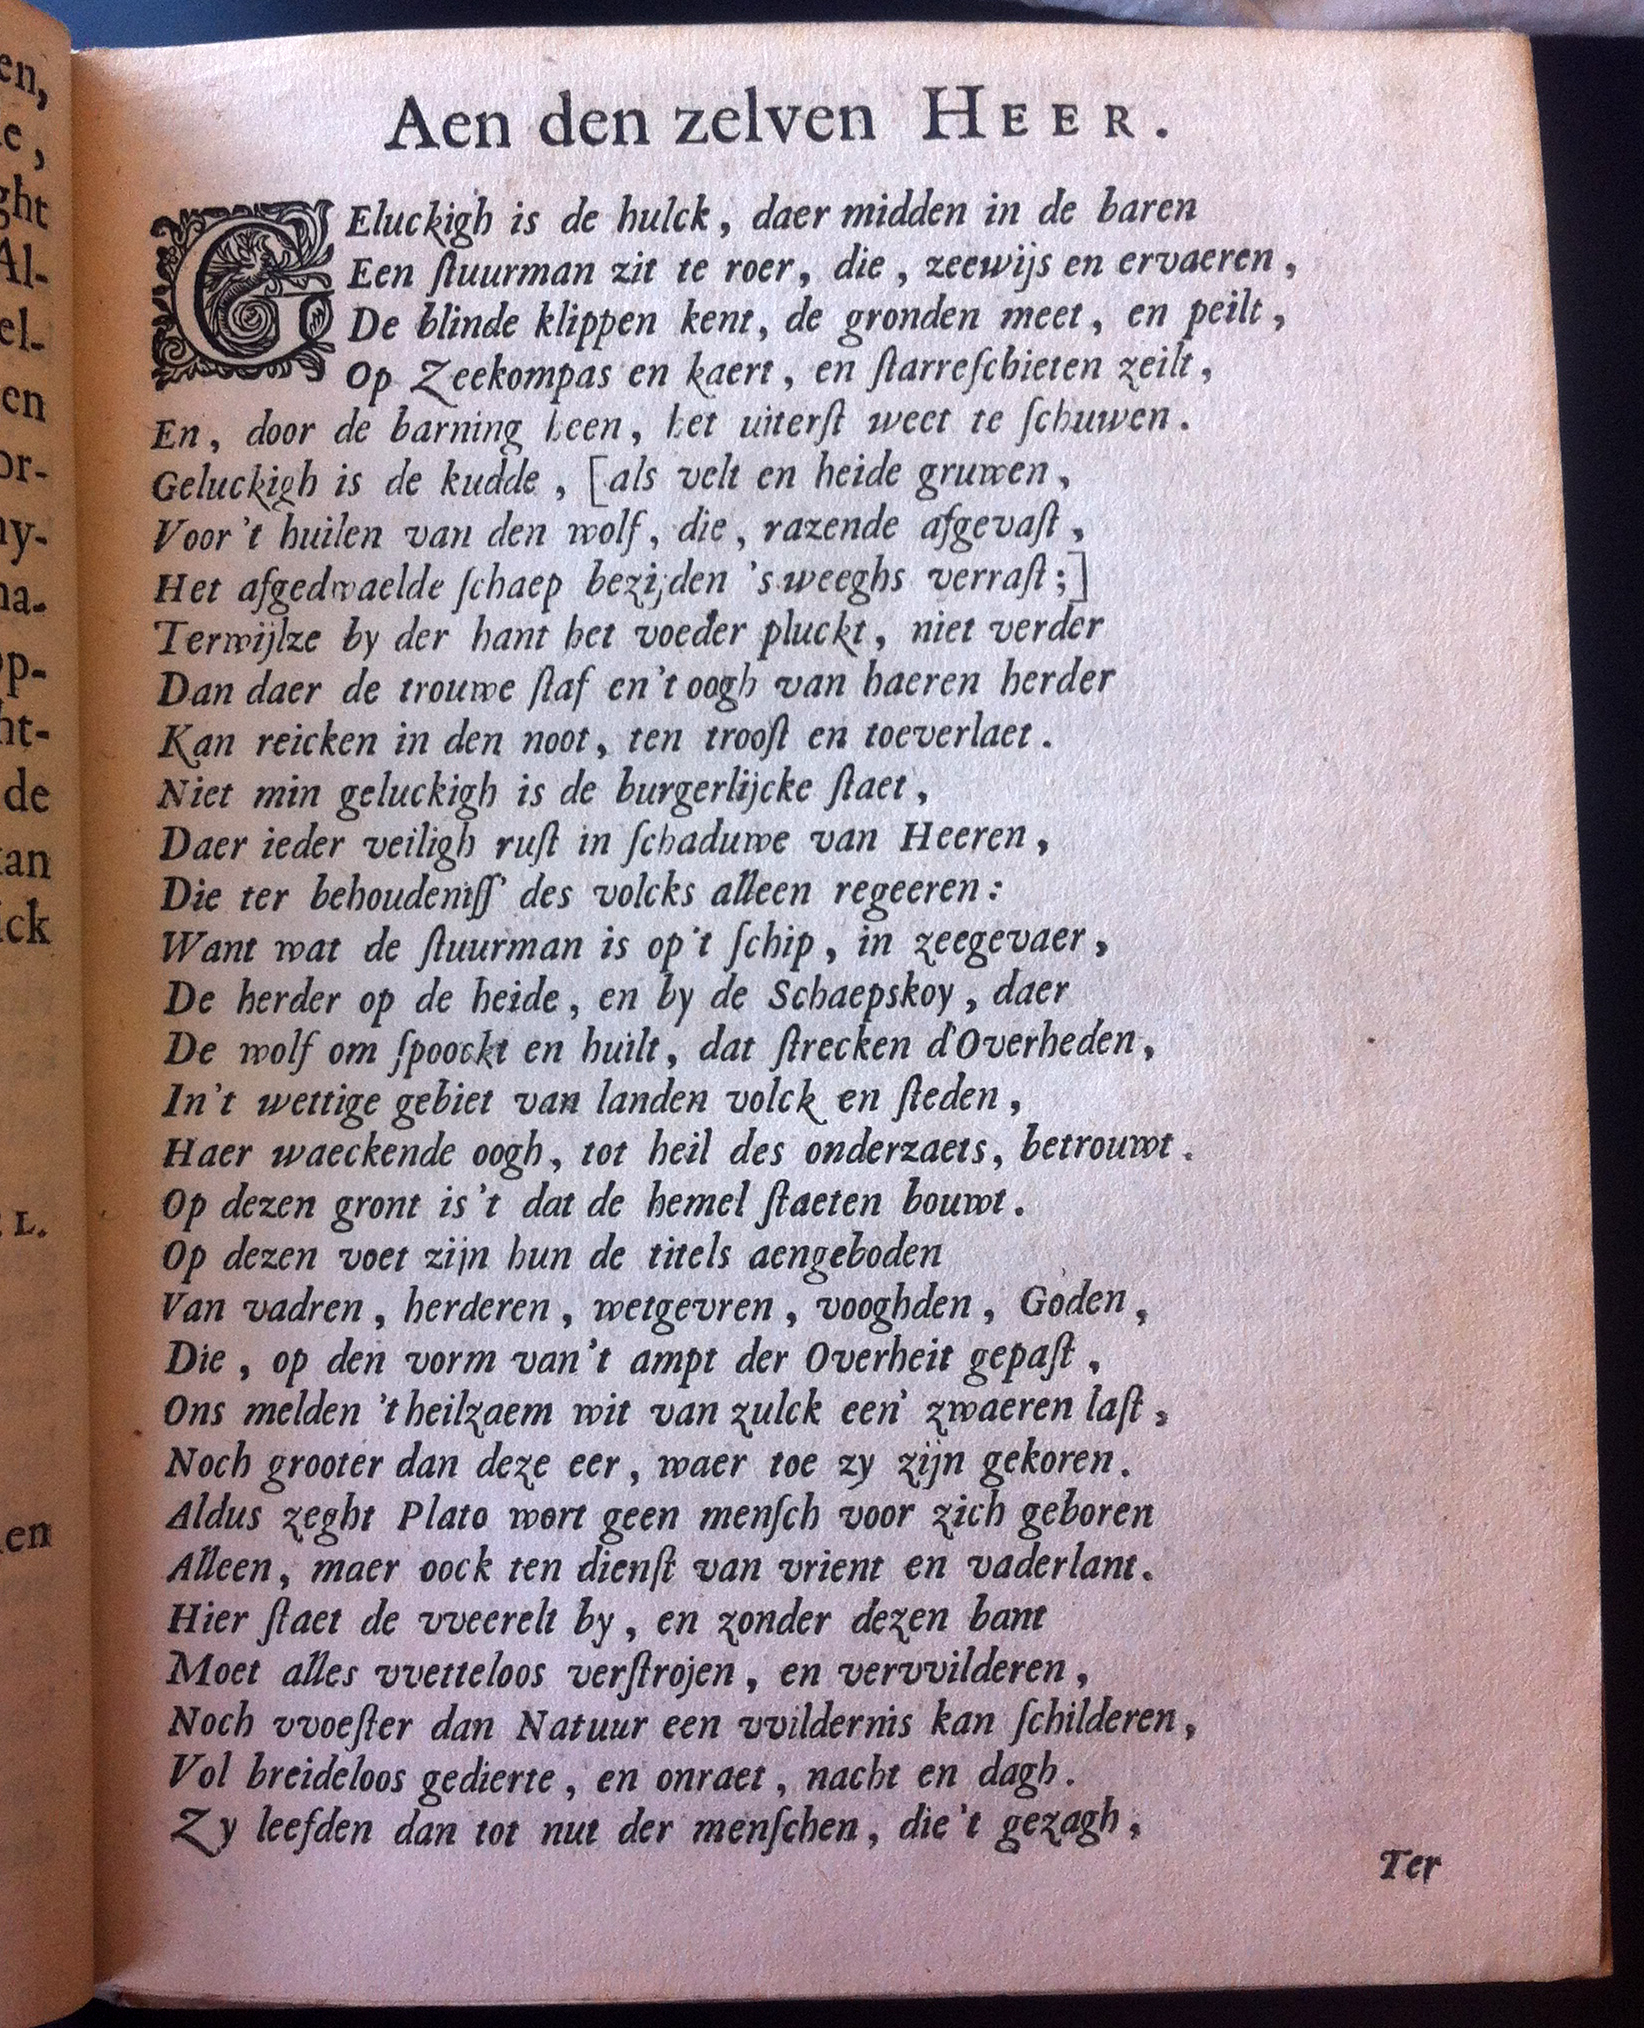 en,
e,
ght
Al-
el-
en
or-
ny-
na-
op-
ht-
de
tan
ick
L.
en
Aen den zelven HEER.
GEluckigh is de hulck, daer midden in de baren
Een ſtuurman zit te roer, die, zeewijs en ervaeren,
De blinde klippen kent, de gronden meet, en peilt,
Op Zeekompas en kaert, en ſtarreſchieten zeilt,
En, door de barning heen, het uiterſt weet te ſchuwen.
Geluckigh is de kudde, [als velt en heide gruwen,
Voor 't huilen van den wolf, die, razende afgevaſt,
Het afgedwaelde ſchaep bezijden 's weeghs verraſt;]
Terwijlze by der hant het voeder pluckt, niet verder
Dan daer de trouwe ſtaf en 't oogh van haeren herder
Kan reicken in den noot, ten trooſt en toeverlaet.
Niet min geluckigh is de burgerlijcke ſtaet,
Daer ieder veiligh ruſt in ſchaduwe van Heeren,
Die ter behoudeniſſ' des volcks alleen regeeren:
Want wat de ſtuurman is op 't ſchip, in zeegevaer,
De herder op de heide, en by de Schaepskoy, daer
De wolf om ſpoockt en huilt, dat ſtrecken d'Overheden,
In 't wettige gebiet van landen volck en ſteden,
Haer waeckende oogh, tot heil des onderzaets, betrouwt.
Op dezen gront is 't dat de hemel ſtaeten bouwt.
Op dezen voet zijn hun de titels aengeboden
Van vadren, herderen, wetgevren, vooghden, Goden,
Die, op den vorm van 't ampt der Overheit gepaſt,
Ons melden 't heilzaem wit van zulck een' zwaeren laſt,
Noch grooter dan deze eer, waer toe zy zijn gekoren.
Aldus zeght Plato wort geen menſch voor zich geboren
Alleen, maer oock ten dienſt van vrient en vaderlant.
Hier ſtaet de vveerelt by, en zonder dezen bant
Moet alles vvetteloos verſtrojen, en vervvilderen,
Noch vvoeſter dan Natuur een vvildernis kan ſchilderen,
Vol breideloos gedierte, en onraet, nacht en dagh.
Zy leefden dan tot nut der menſchen, die 't gezagh,
Ter